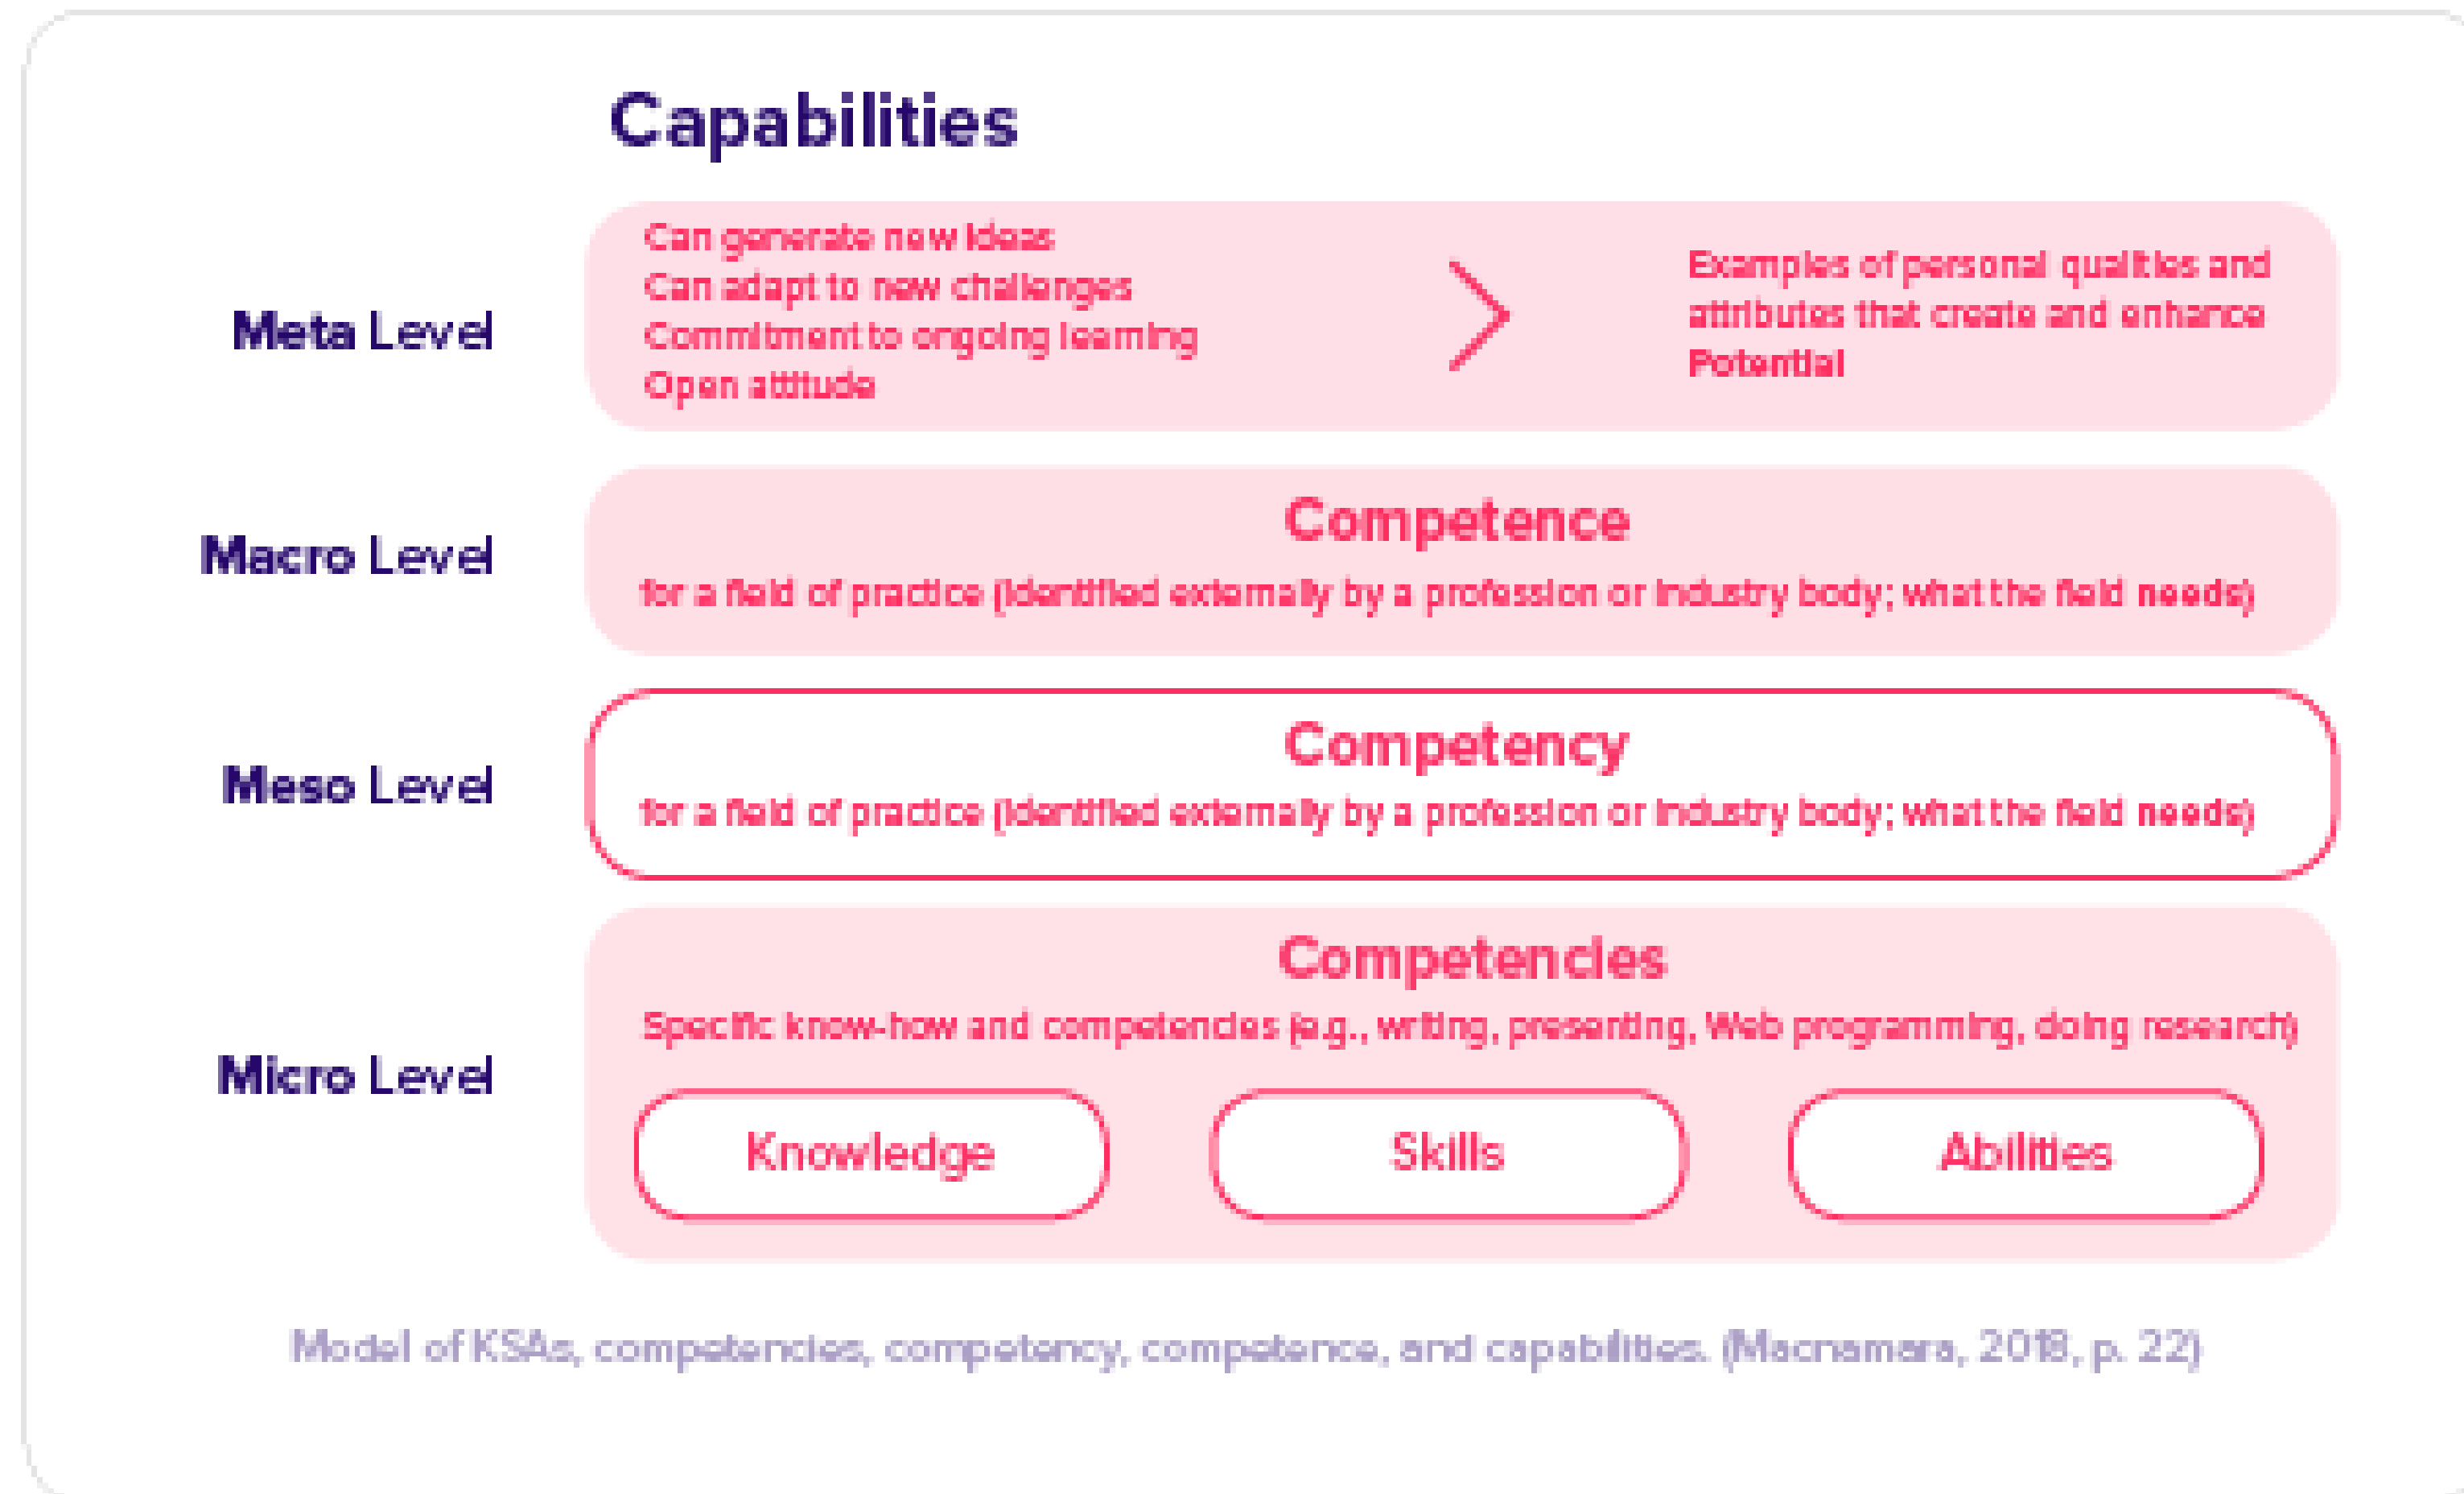 Capabilities
Meta Level
Can generate new ideas
Can adapt to new challenges
Commitment to ongoing learning
Open attitude
Examples of personal qualities and
attributes that create and enhance
Potential
Macro Level
Competence
for a field of practice (identified externally by a profession or industry body; what the field needs)
Meso Level
Competency
for a field of practice (identified externally by a profession or industry body; what the field needs)
Micro Level
Competencies
Specific know-how and competencies (e.g., writing, presenting, Web programming, doing research)
Knowledge
Skills
Abilities
Model of KSAs, competencies, competency, competence, and capabilities. (Macnamara, 2018, p. 22)